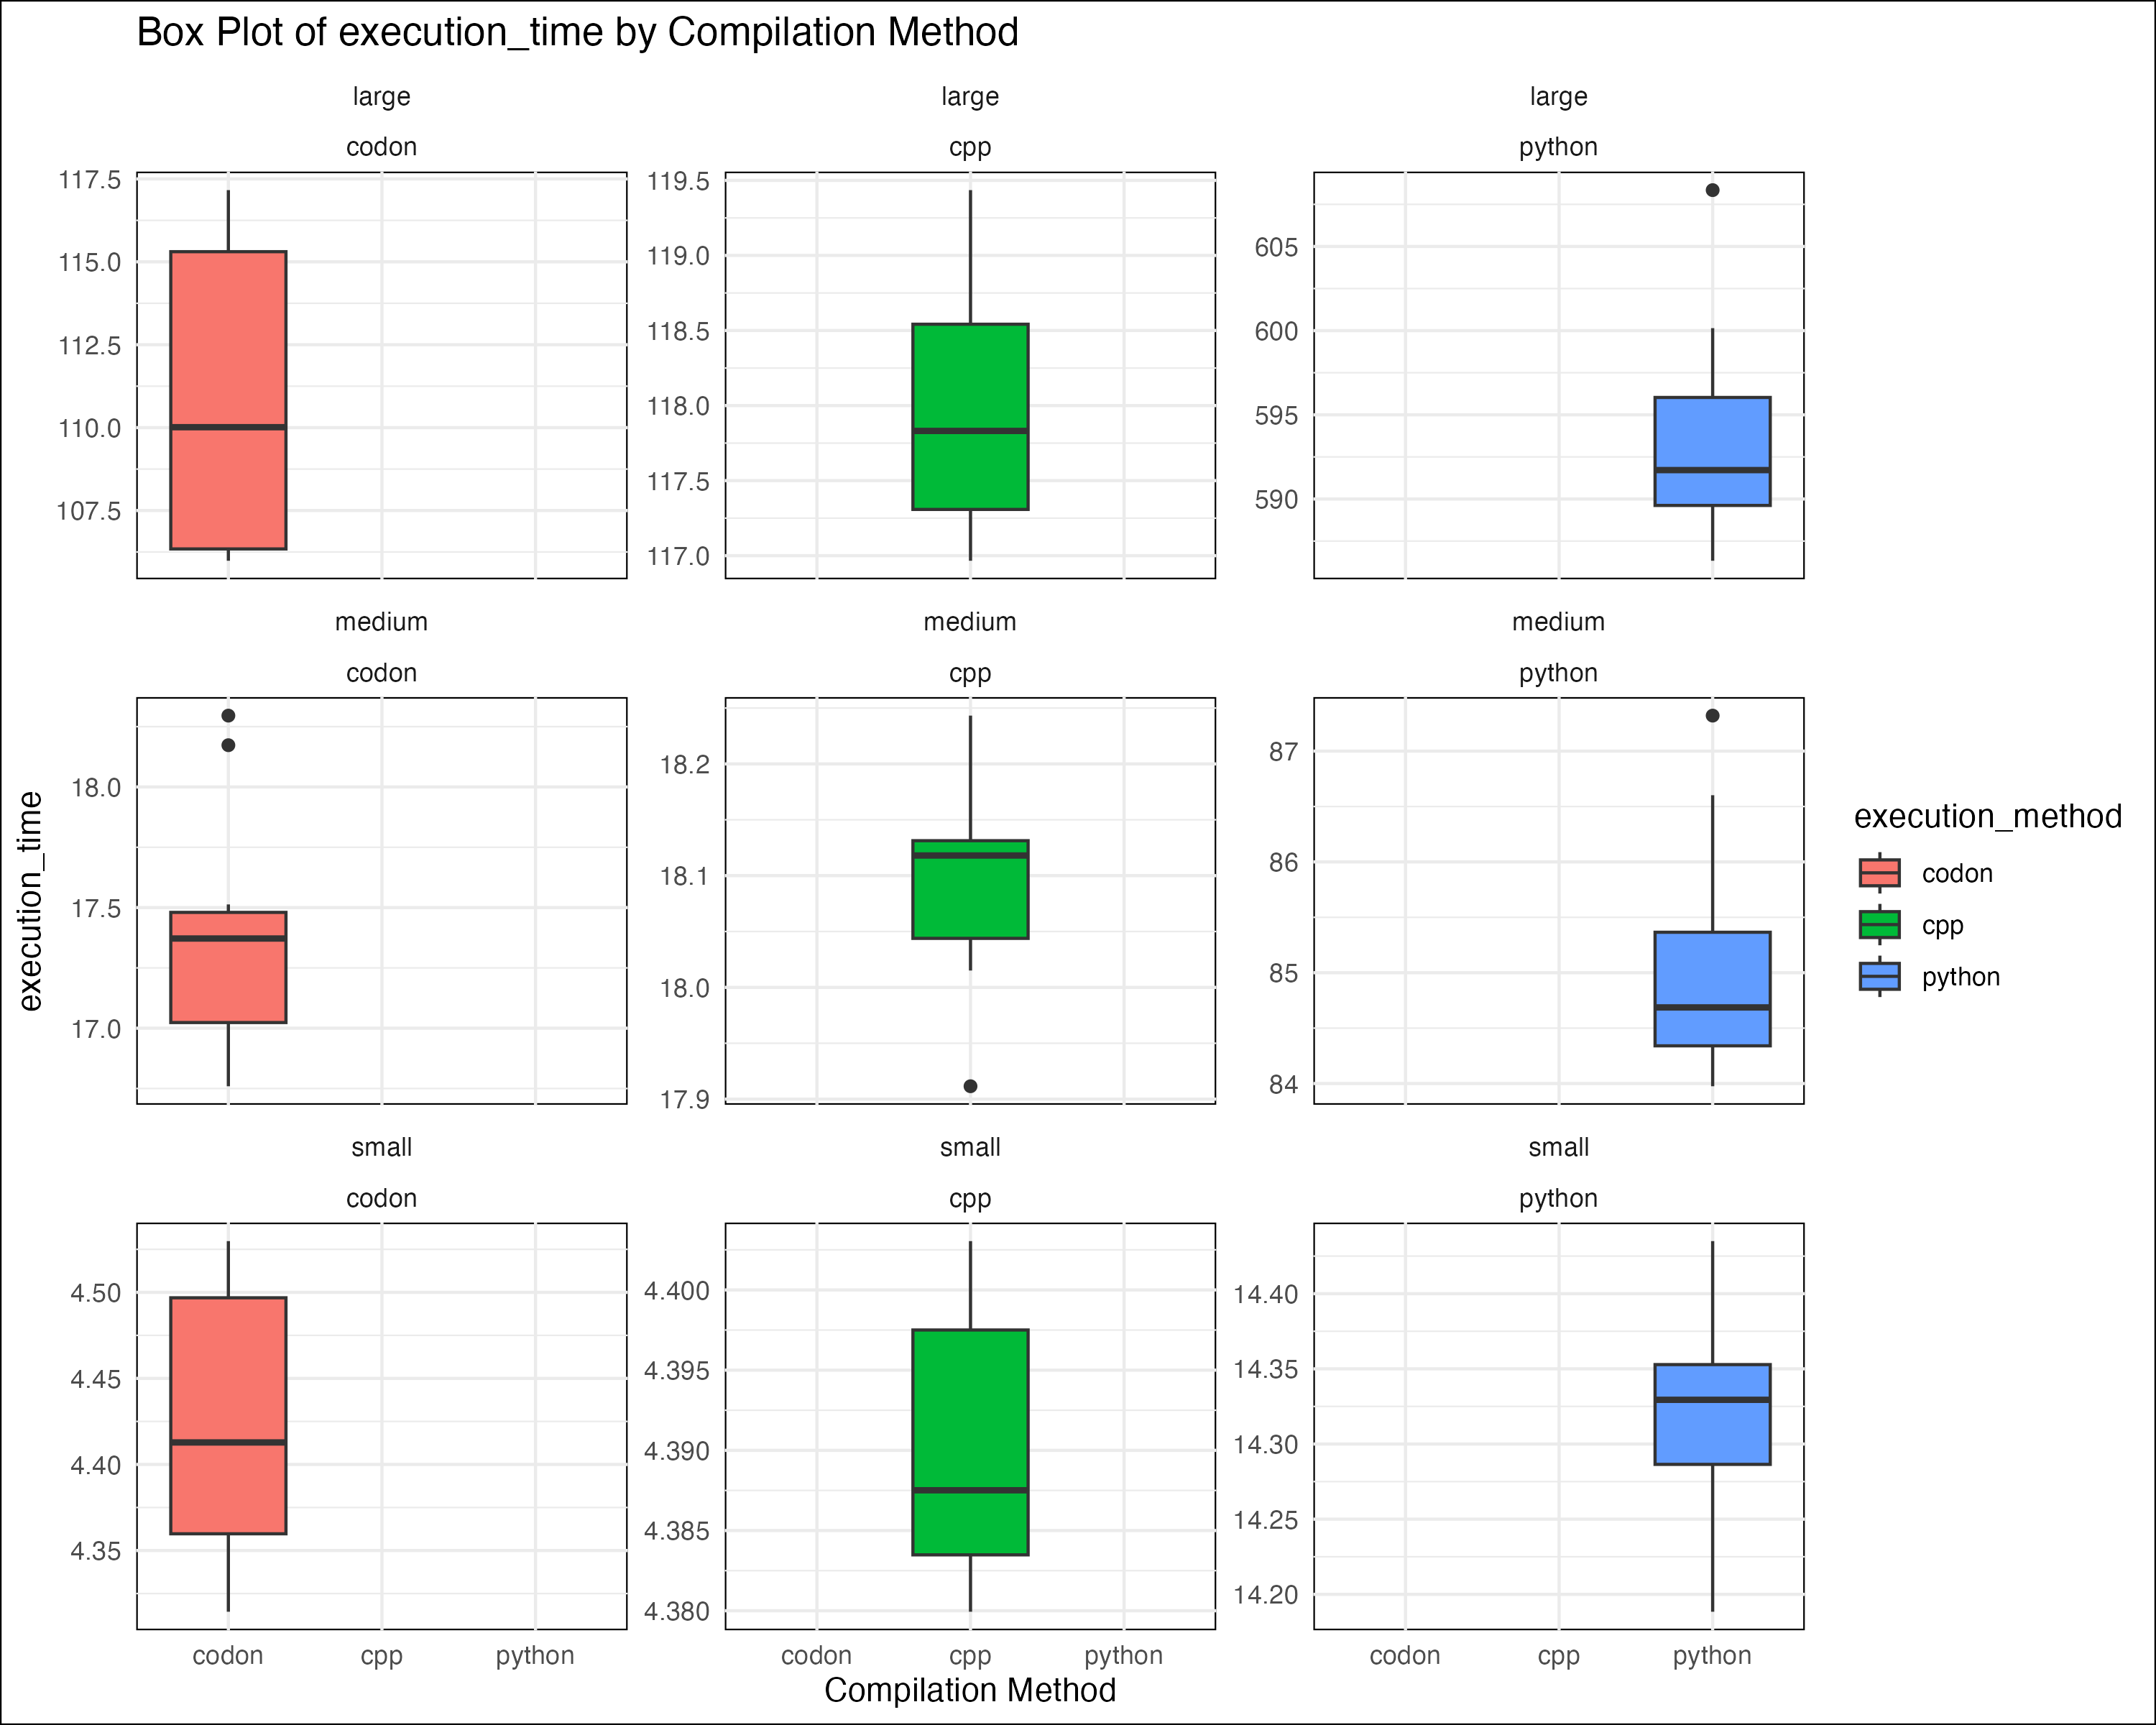 Box Plot of execution_time by Compilation Method
large
large
large
codon
cpp
python
117.5
115.0
112.5
110.0
107.5
119.5
119.0
118.5
118.0
117.5
117.0
605
600
595
590
medium
medium
medium
codon
cpp
python
18.0
17.5
17.0
18.2
18.1
18.0
17.9
87
86
85
84
execution_time
execution_method
codon
cpp
python
small
small
small
codon
cpp
python
4.50
4.45
4.40
4.35
4.400
4.395
4.390
4.385
4.380
14.40
14.35
14.30
14.25
14.20
codon cpp python
codon cpp python
codon cpp python
Compilation Method